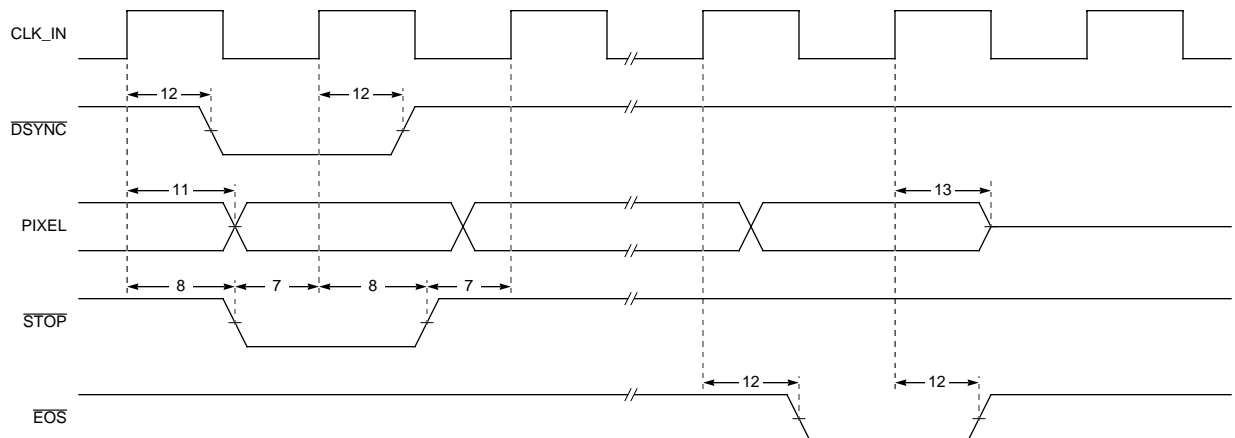 CLK_IN
12 12
DSYNC
11 13
PIXEL
8 7 8 7
STOP
12 12
EOS